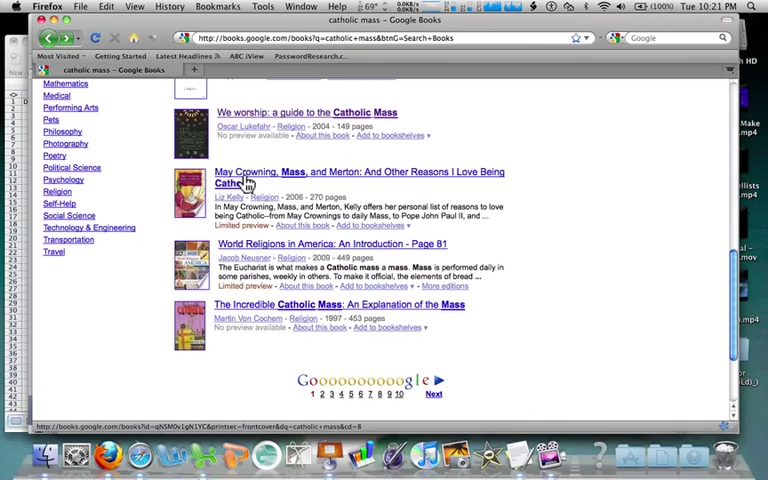 Firefox File Edit View History Bookmarks Tools Window Help 69° 0.0KB/s 0.0KB/s (100%) Tue 10:21 PM
catholic mass - Google Books
http://books.google.com/books?q=catholic+mass&btnG=Search+Books
Google
Most Visited Getting Started Latest Headlines ABC iView PasswordResearch.c...
catholic mass - Google Books
Mathematics
Medical
Performing Arts
Pets
Philosophy
Photography
Poetry
Political Science
Psychology
Religion
Self-Help
Social Science
Technology & Engineering
Transportation
Travel
We worship: a guide to the Catholic Mass
Oscar Lukefahr - Religion - 2004 - 149 pages
No preview available - About this book - Add to bookshelves
May Crowning, Mass, and Merton: And Other Reasons I Love Being
Liz Kelly - Religion - 2006 - 270 pages
In May Crowning, Mass, and Merton, Kelly offers her personal list of reasons to love
being Catholic--from May Crownings to daily Mass, to Pope John Paul II, and ...
Limited preview - About this book - Add to bookshelves
World Religions in America: An Introduction - Page 81
Jacob Neusner - Religion - 2009 - 449 pages
The Eucharist is what makes a Catholic mass a mass. Mass is performed daily in
some parishes, weekly in others. To make it official, the elements of bread ...
Limited preview - About this book - Add to bookshelves - More editions
The Incredible Catholic Mass: An Explanation of the Mass
Martin Von Cochem - Religion - 1997 - 453 pages
No preview available - About this book - Add to bookshelves
Goooooooooogle
1 2 3 4 5 6 7 8 9 10 Next
http://books.google.com/books?id=qN5M0v1gN1YC&printsec=frontcover&dq=catholic+mass&cd=8